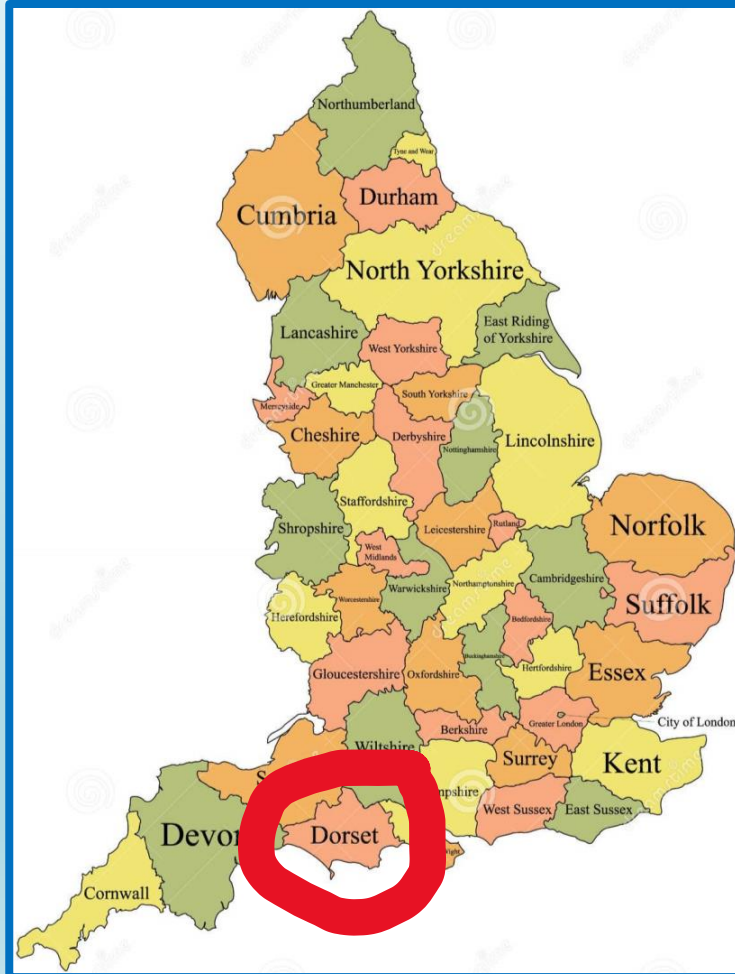 Northumberland
Tyne and Wear
Cumbria
Durham
North Yorkshire
Lancashire
East Riding
of Yorkshire
West Yorkshire
Greater Manchester
South Yorkshire
Merseyside
Cheshire
Derbyshire
Nottinghamshire
Lincolnshire
Staffordshire
Shropshire
Leicestershire
Rutland
Norfolk
West
Midlands
Warwickshire
Northamptonshire
Cambridgeshire
Suffolk
Worcestershire
Herefordshire
Bedfordshire
Gloucestershire
Oxfordshire
Buckinghamshire
Hertfordshire
Essex
City of London
Greater London
Berkshire
Wiltshire
Surrey
Kent
mpshire
West Sussex
East Sussex
Devon
Dorset
Wight
Cornwall
dreamstime